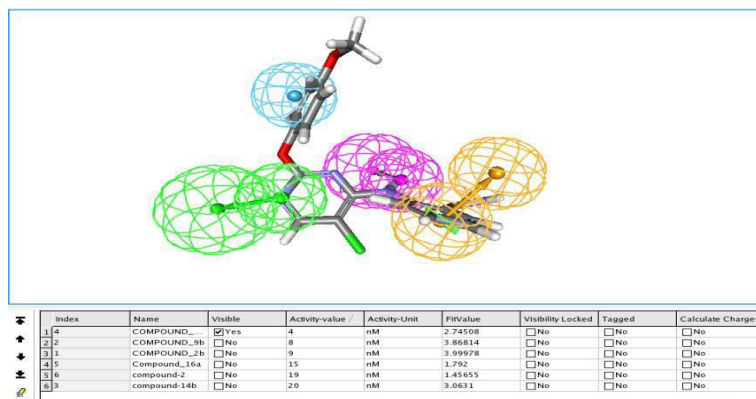 Index Name Visible Activity-value Activity-Unit FitValue Visibility Locked Tagged Calculate Charges
1 4 COMPOUND_... Yes 4 nM 2.74508 No No No
2 2 COMPOUND_9b No 8 nM 3.86814 No No No
3 1 COMPOUND_2b No 9 nM 3.99978 No No No
4 5 Compound_16a No 15 nM 1.792 No No No
5 6 compound-2 No 19 nM 1.45655 No No No
6 3 compound-14b No 20 nM 3.0631 No No No